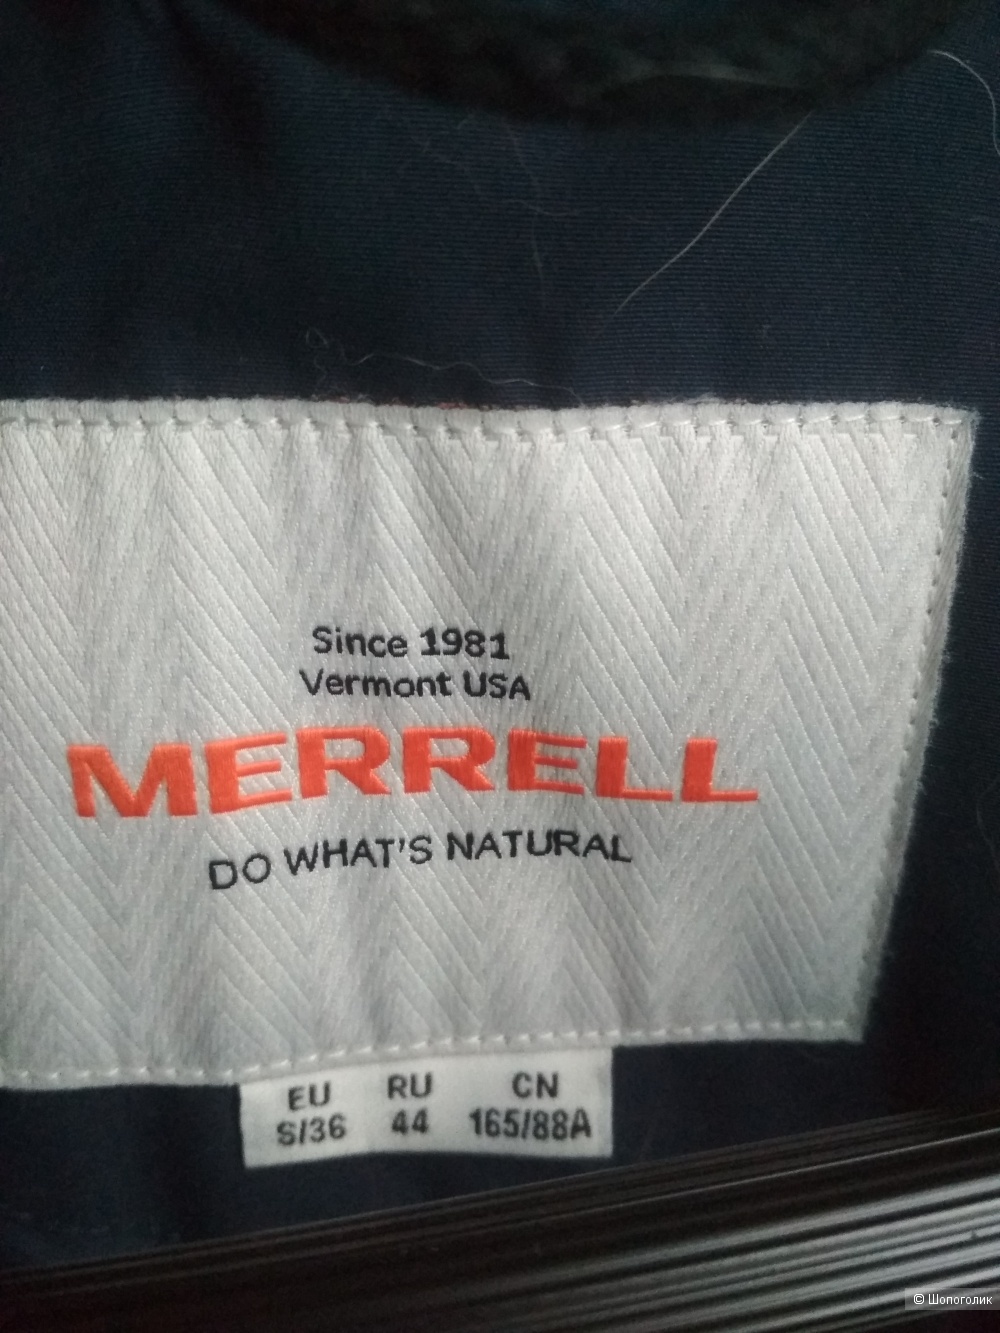 Since 1981
Vermont USA
MERRELL
DO WHAT'S NATURAL
EU RU CN
S/36 44 165/88A
© Шопоголик